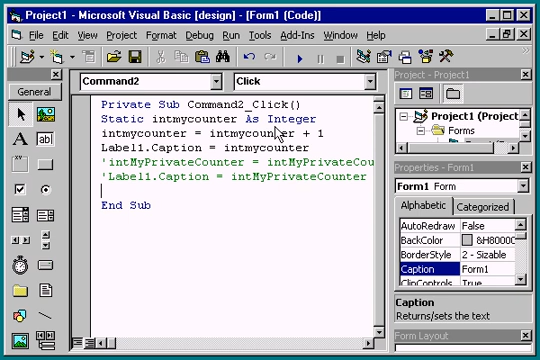 Project1 - Microsoft Visual Basic [design] - [Form1 (Code)]
File Edit View Project Format Debug Run Tools Add-Ins Window Help
General
A
ab|
xy
Command2
Click
Private Sub Command2_Click()
Static intmycounter As Integer
intmycounter = intmycounter + 1
Label1.Caption = intmycounter
'intMyPrivateCounter = intMyPrivateCou
'Label1.Caption = intMyPrivateCounter
End Sub
Project - Project1
Project1 (Project
Forms
Properties - Form1
Form1 Form
Alphabetic Categorized
AutoRedraw False
BackColor &H8000C
BorderStyle 2 - Sizable
Caption Form1
ClipControls True
Caption
Returns/sets the text
Form Layout